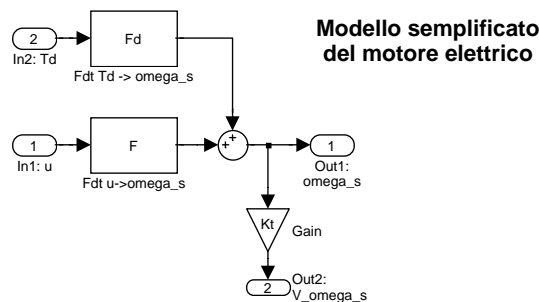 Modello semplificato
del motore elettrico
2
In2: Td
Fd
Fdt Td -> omega_s
1
In1: u
F
Fdt u->omega_s
+
+
1
Out1:
omega_s
Kt
Gain
2
Out2:
V_omega_s